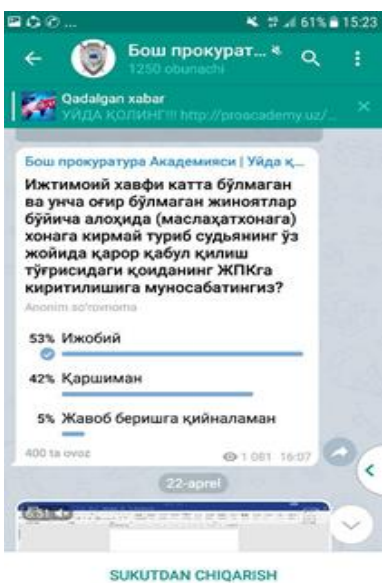 61% 15:23
Бош прокурат...
1250 obunachi
Qadalgan xabar
УЙДА ҚОЛИНГ!!! http://proacademy.uz/...
Бош прокуратура Академияси | Уйда қ...
Ижтимоий хавфи катта бўлмаган
ва унча оғир бўлмаган жиноятлар
бўйича алоҳида (маслаҳатхонага)
хонага кирмай туриб судьянинг ўз
жойида қарор қабул қилиш
тўғрисидаги қоиданинг ЖПКга
киритилишига муносабатингиз?
Anonim so'rovnoma
53% Ижобий
42% Қаршиман
5% Жавоб беришга қийналаман
400 ta ovoz 1 081 16:07
22-aprel
SUKUTDAN CHIQARISH